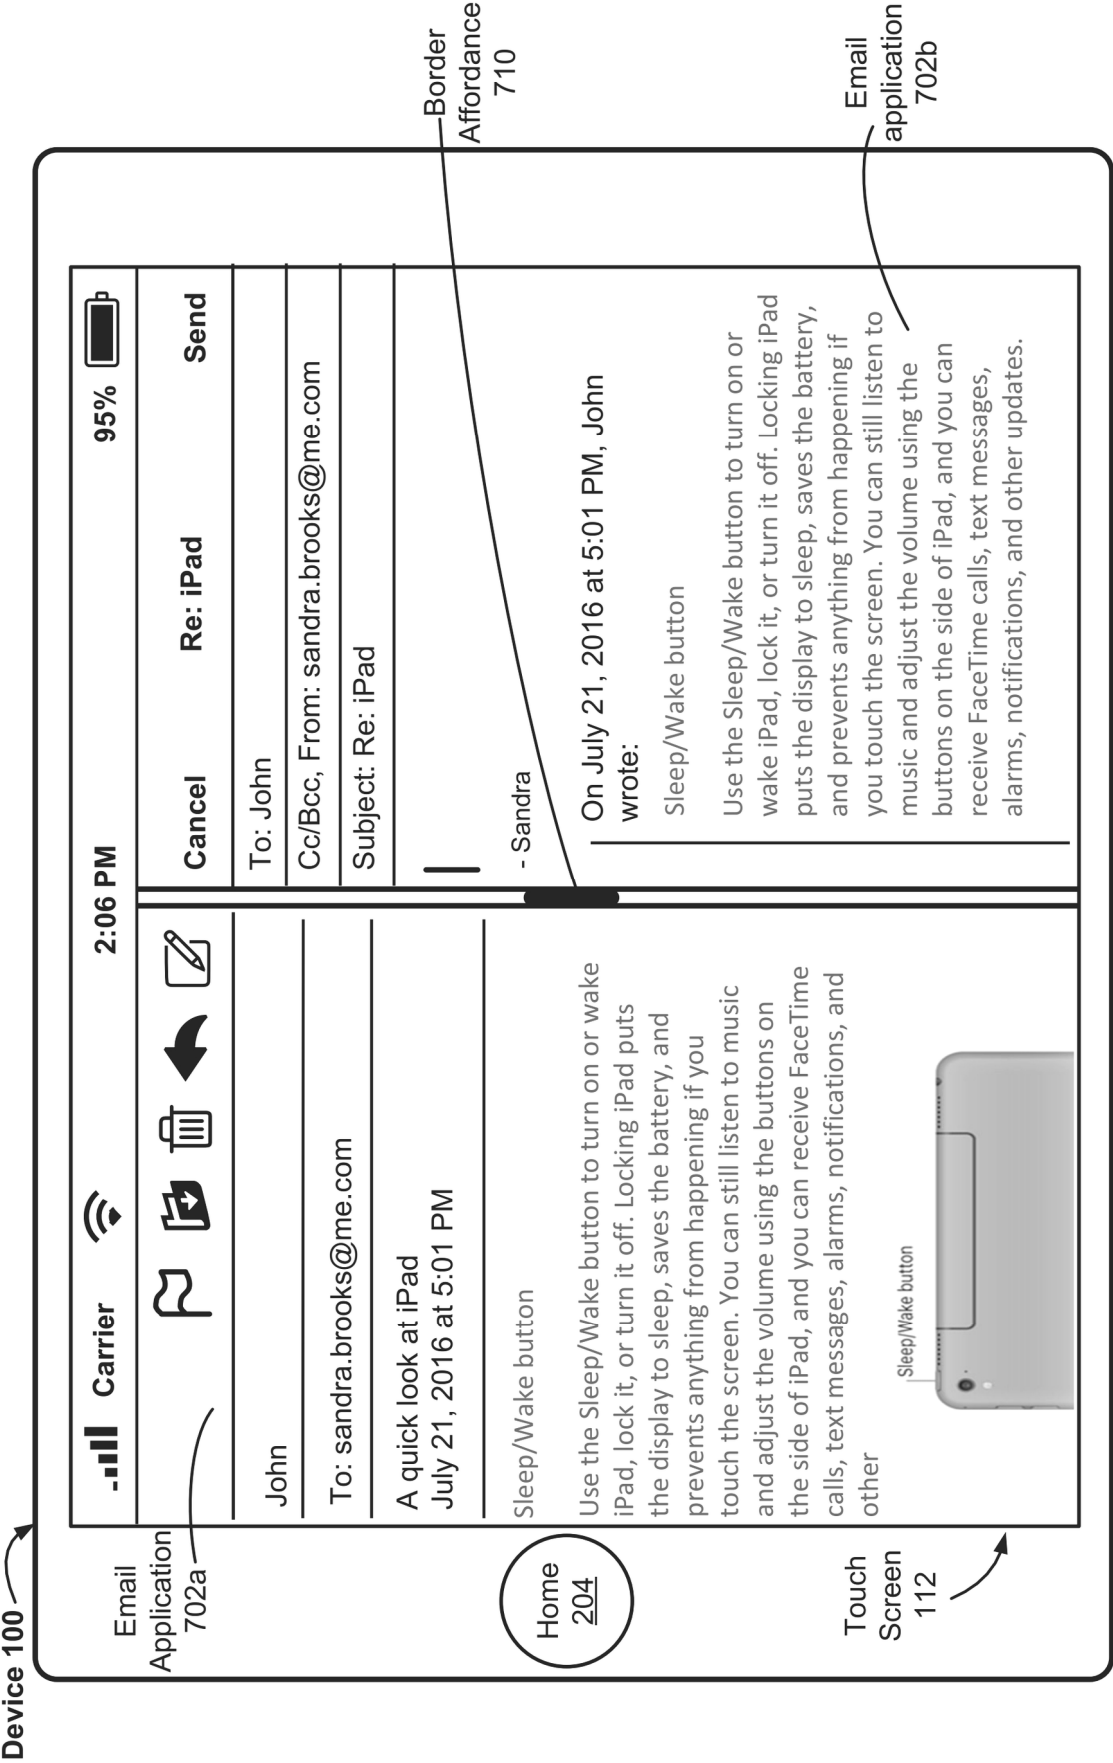 Device 100
Email
Application
702a
Carrier
2:06 PM
95%
John
To: sandra.brooks@me.com
A quick look at iPad
July 21, 2016 at 5:01 PM
Sleep/Wake button
Use the Sleep/Wake button to turn on or wake
iPad, lock it, or turn it off. Locking iPad puts
the display to sleep, saves the battery, and
prevents anything from happening if you
touch the screen. You can still listen to music
and adjust the volume using the buttons on
the side of iPad, and you can receive FaceTime
calls, text messages, alarms, notifications, and
other
Sleep/Wake button
Cancel
Re: iPad
Send
To: John
Cc/Bcc, From: sandra.brooks@me.com
Subject: Re: iPad
- Sandra
On July 21, 2016 at 5:01 PM, John
wrote:
Sleep/Wake button
Use the Sleep/Wake button to turn on or
wake iPad, lock it, or turn it off. Locking iPad
puts the display to sleep, saves the battery,
and prevents anything from happening if
you touch the screen. You can still listen to
music and adjust the volume using the
buttons on the side of iPad, and you can
receive FaceTime calls, text messages,
alarms, notifications, and other updates.
Home
204
Touch
Screen
112
Border
Affordance
710
Email
application
702b